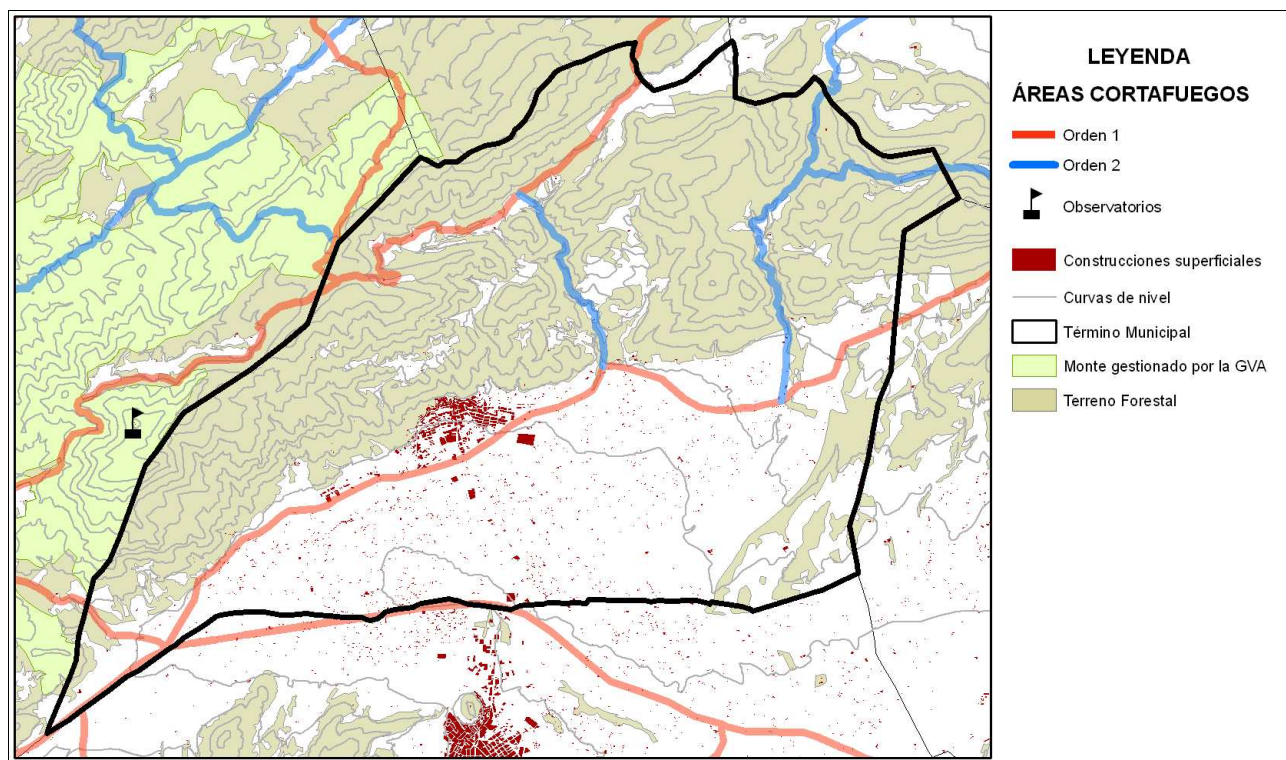 LEYENDA
ÁREAS CORTAFUEGOS
Orden 1
Orden 2
Observatorios
Construcciones superficiales
Curvas de nivel
Término Municipal
Monte gestionado por la GVA
Terreno Forestal